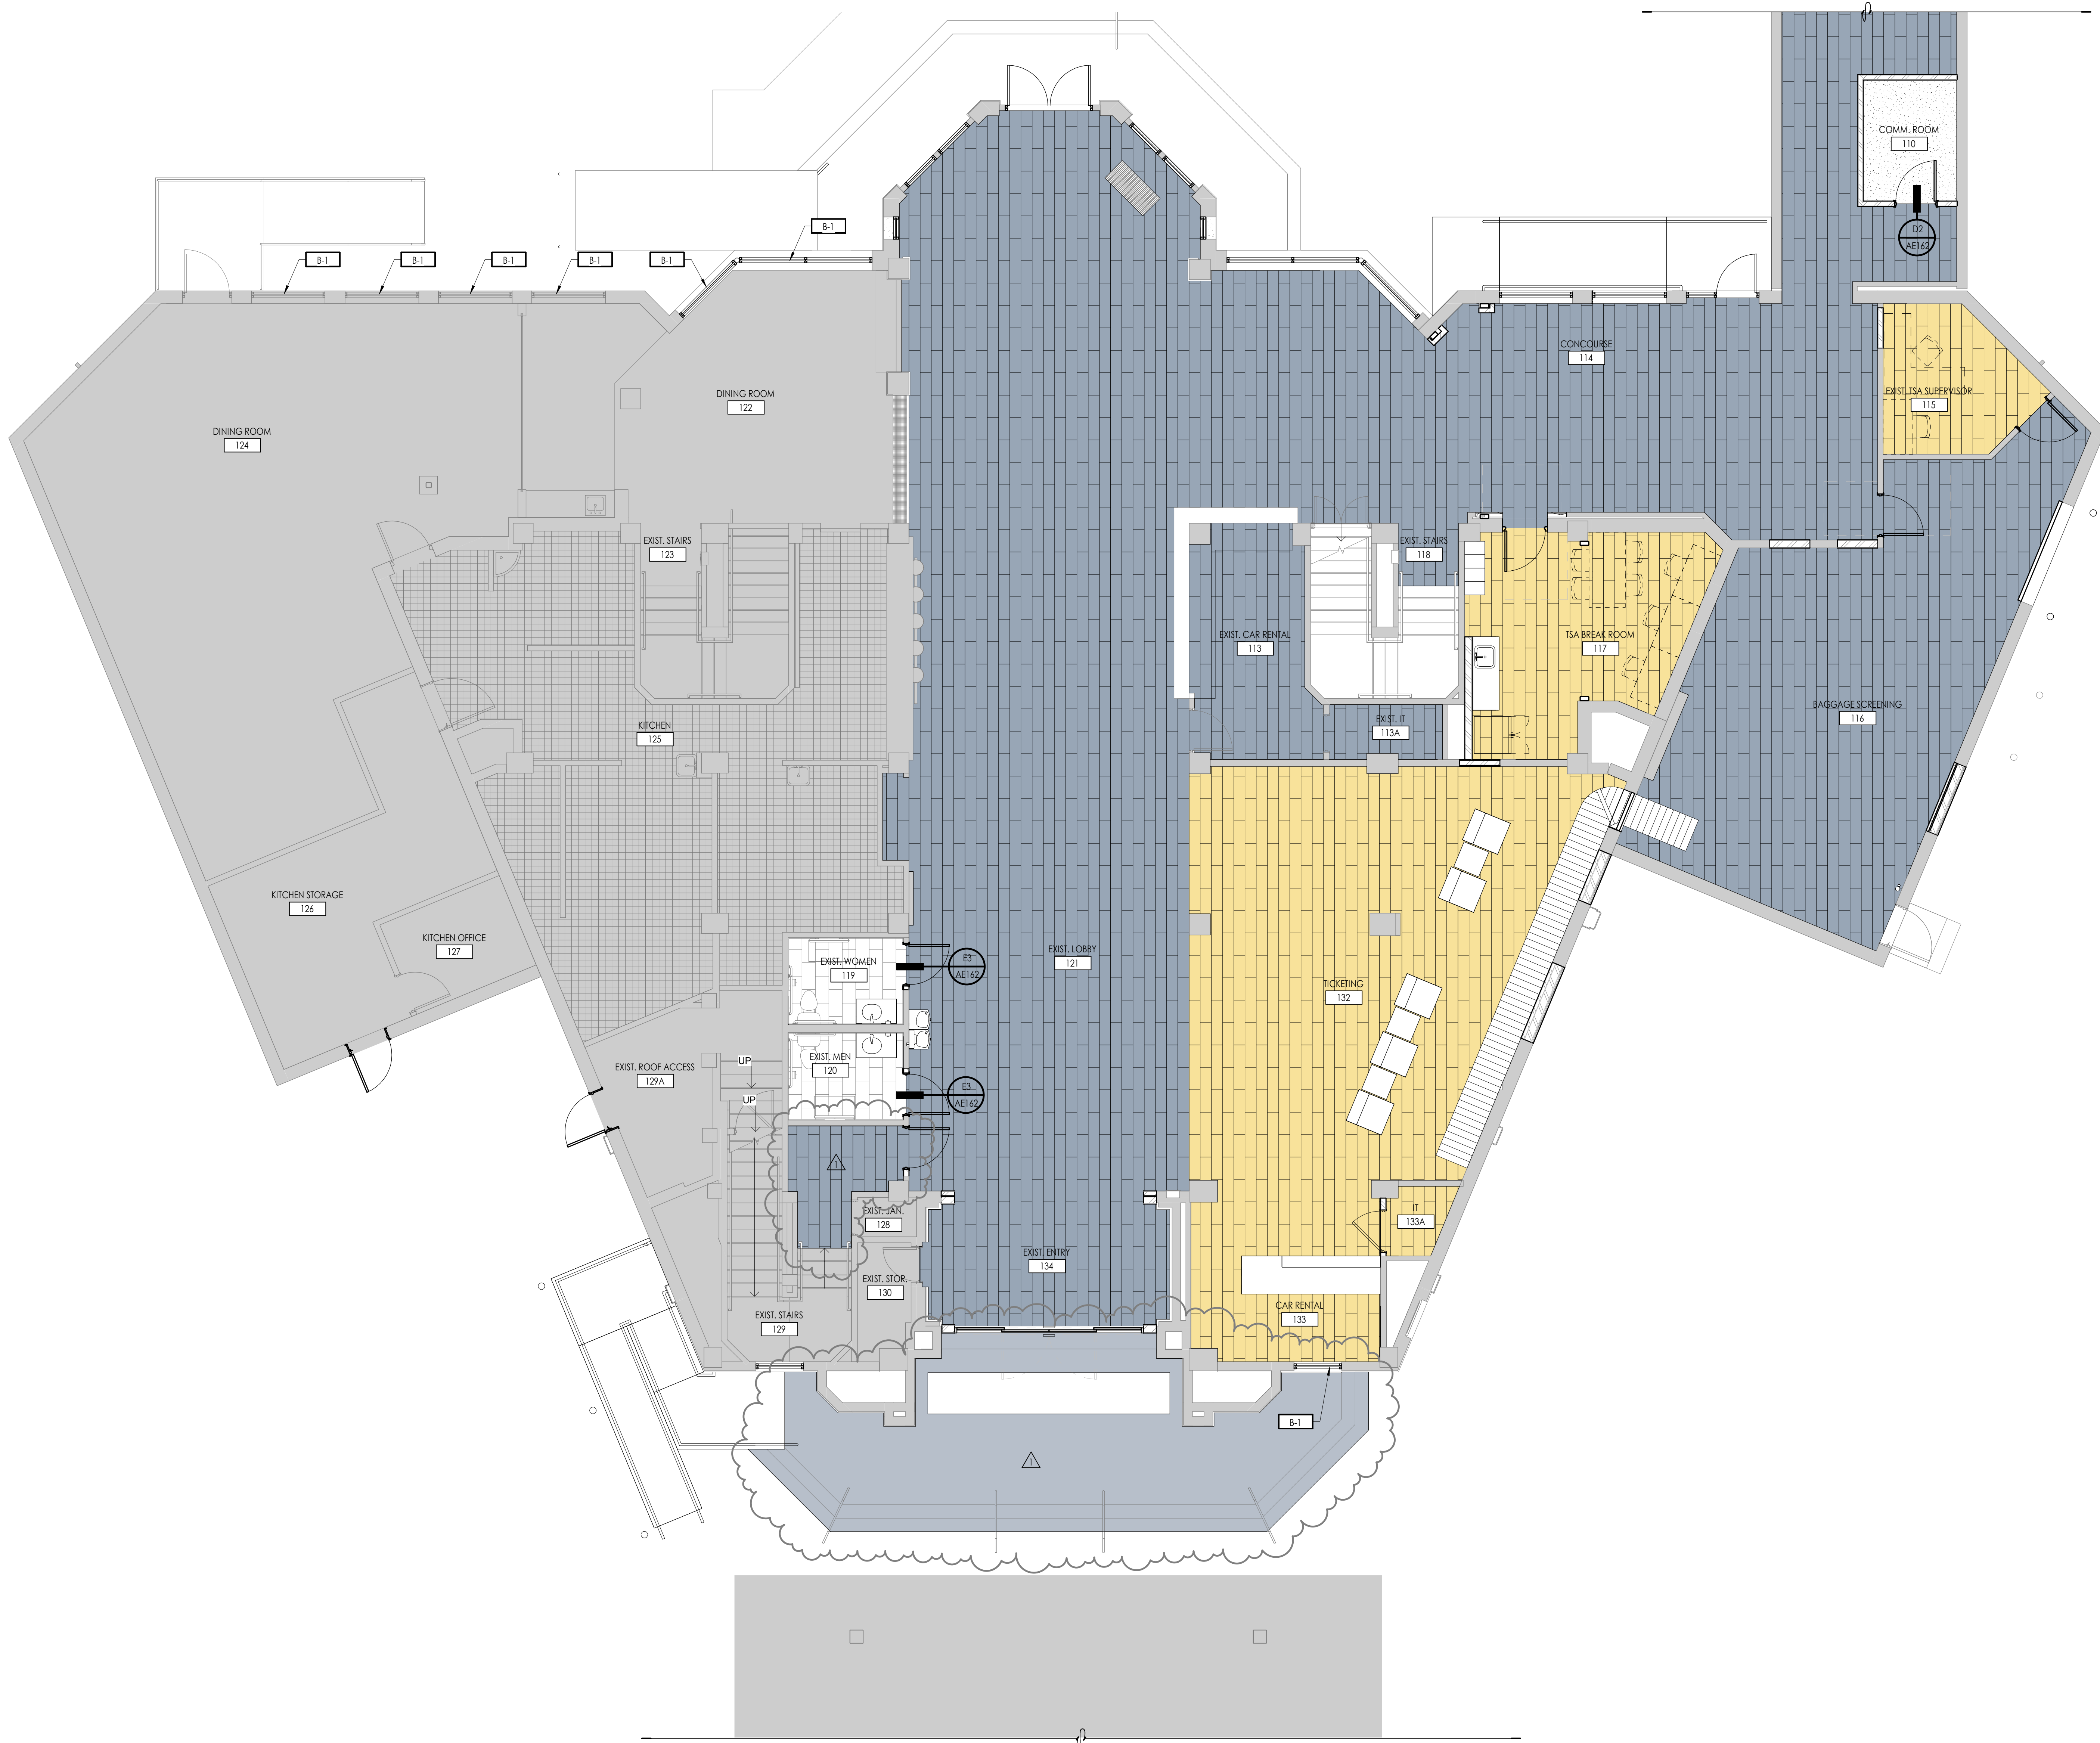 COMM. ROOM
110
D2
AE162
B-1
B-1
B-1
B-1
B-1
B-1
CONCOURSE
114
EXIST. TSA SUPERVISOR
115
DINING ROOM
122
DINING ROOM
124
EXIST. STAIRS
123
EXIST. STAIRS
118
EXIST. CAR RENTAL
113
TSA BREAK ROOM
117
EXIST. IT
113A
BAGGAGE SCREENING
116
KITCHEN
125
KITCHEN STORAGE
126
KITCHEN OFFICE
127
EXIST. WOMEN
119
E3
AE162
EXIST. LOBBY
121
TICKETING
132
EXIST. MEN
120
E3
AE162
EXIST. ROOF ACCESS
129A
UP
UP
1
EXIST. JAN.
128
IT
133A
EXIST. ENTRY
134
EXIST. STOR.
130
EXIST. STAIRS
129
CAR RENTAL
133
B-1
1